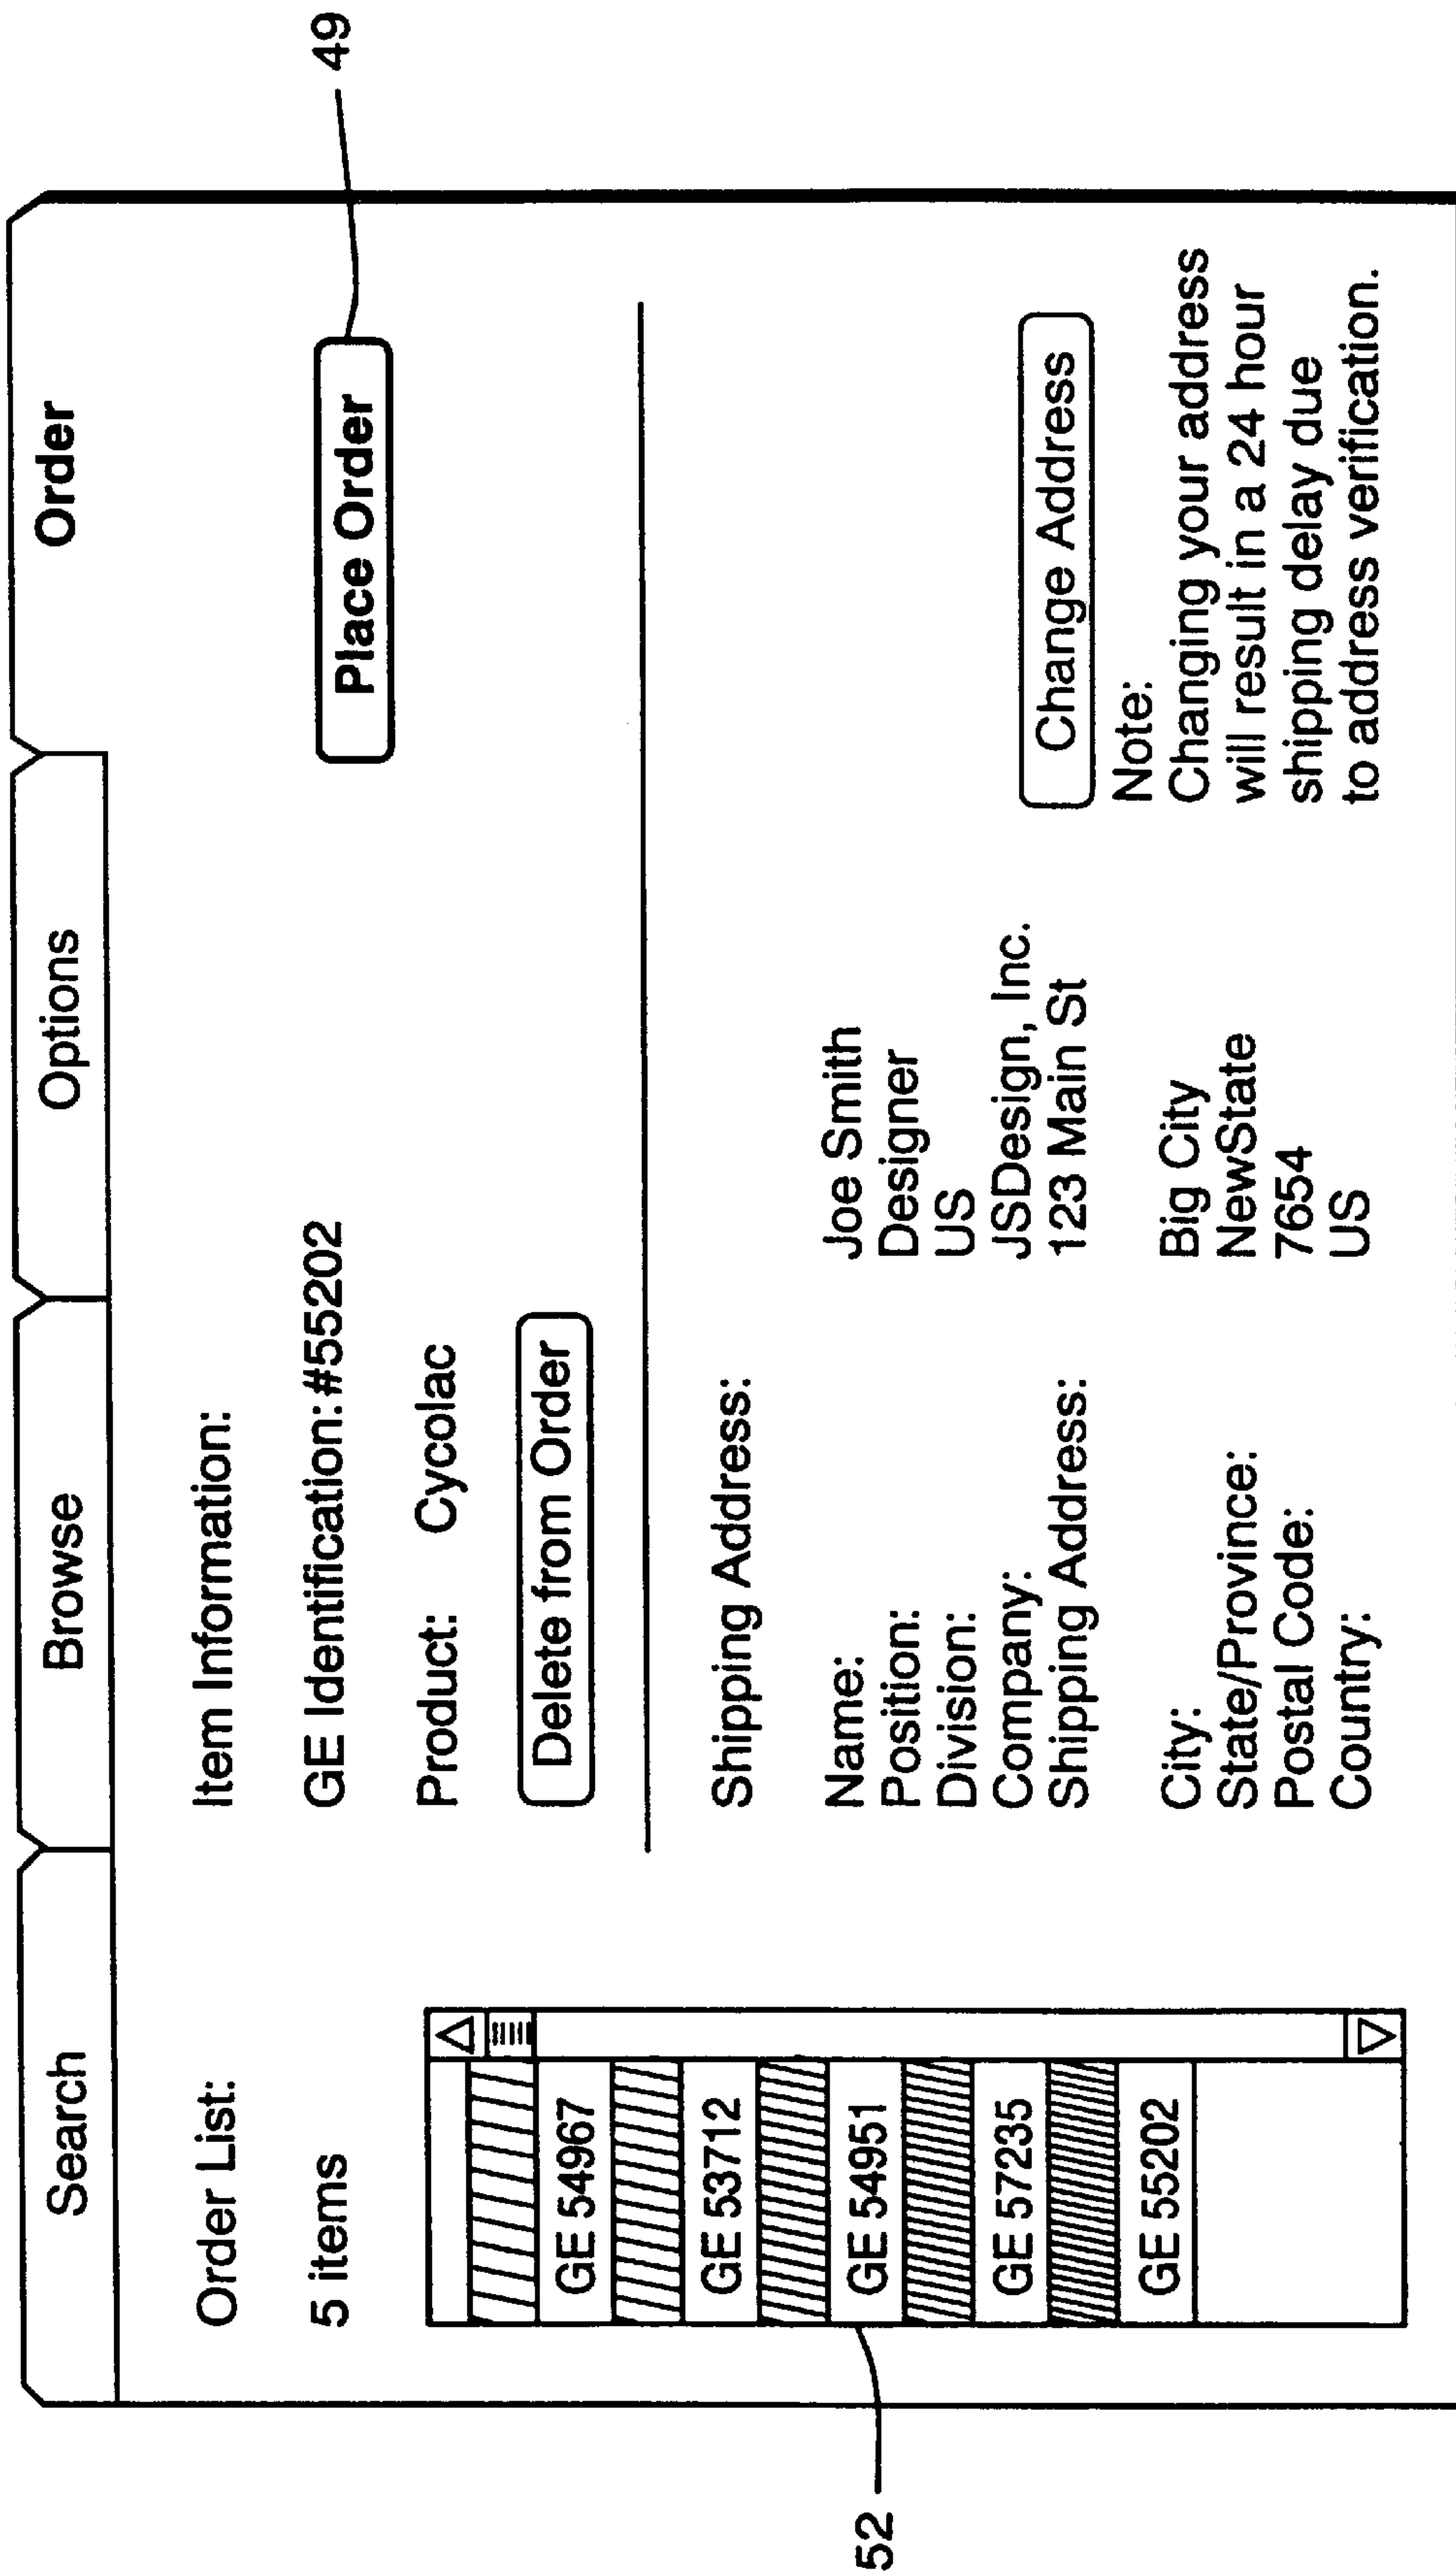 Search
Browse
Options
Order
Order List:
5 items
GE 54967
GE 53712
GE 54951
GE 57235
GE 55202
52
Item Information:
GE Identification:#55202
Product: Cycolac
Delete from Order
Place Order
49
Shipping Address:
Name: Joe Smith
Position: Designer
Division: US
Company: JSDesign, Inc.
Shipping Address: 123 Main St
City: Big City
State/Province: NewState
Postal Code: 7654
Country: US
Change Address
Note:
Changing your address
will result in a 24 hour
shipping delay due
to address verification.